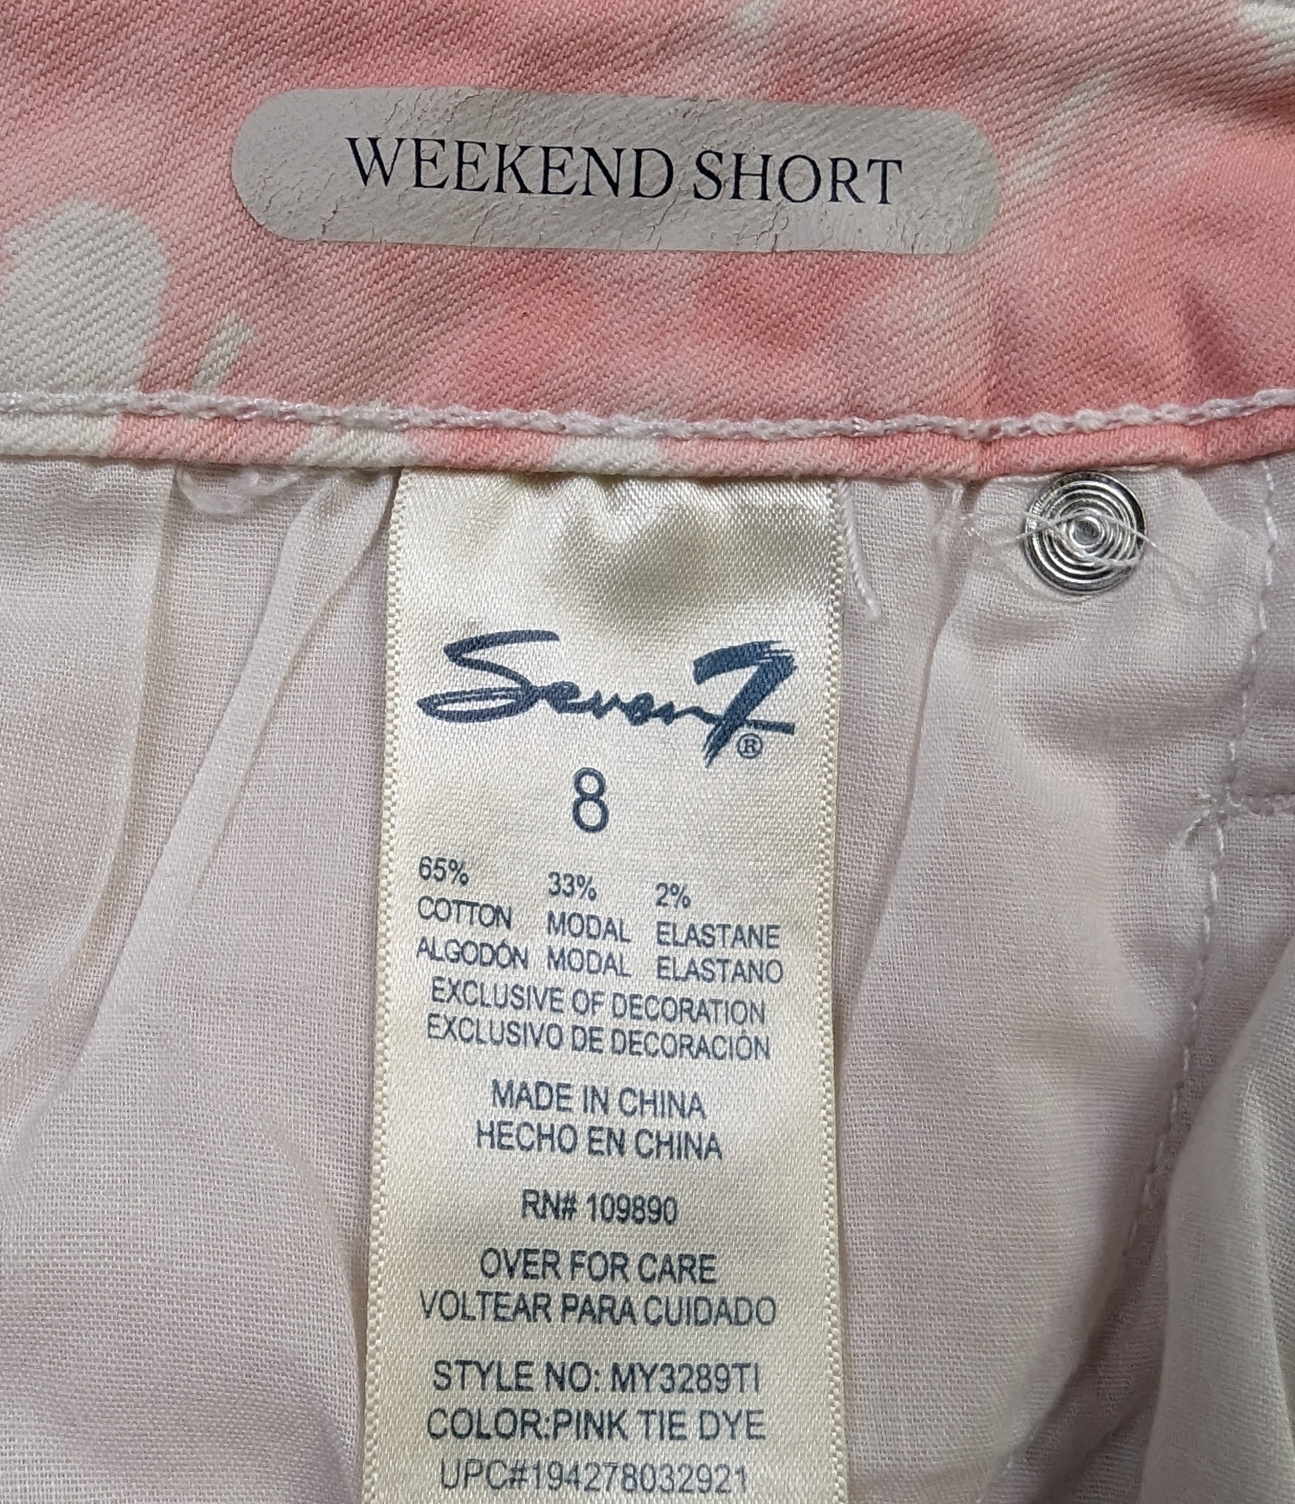 WEEKEND SHORT
Seven7®
8
65% 33% 2%
COTTON MODAL ELASTANE
ALGODÓN MODAL ELASTANO
EXCLUSIVE OF DECORATION
EXCLUSIVO DE DECORACIÓN
MADE IN CHINA
HECHO EN CHINA
RN# 109890
OVER FOR CARE
VOLTEAR PARA CUIDADO
STYLE NO: MY3289TI
COLOR:PINK TIE DYE
UPC#194278032921